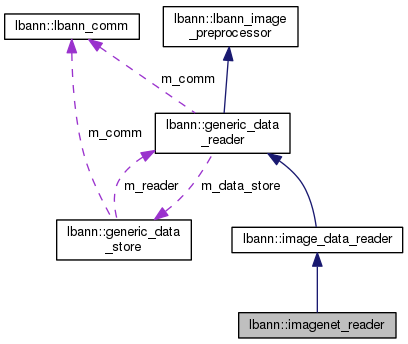 lbann::lbann_comm
lbann::lbann_image
_preprocessor
m_comm
lbann::generic_data
_reader
m_comm
m_reader
m_data_store
lbann::generic_data
_store
lbann::image_data_reader
lbann::imagenet_reader